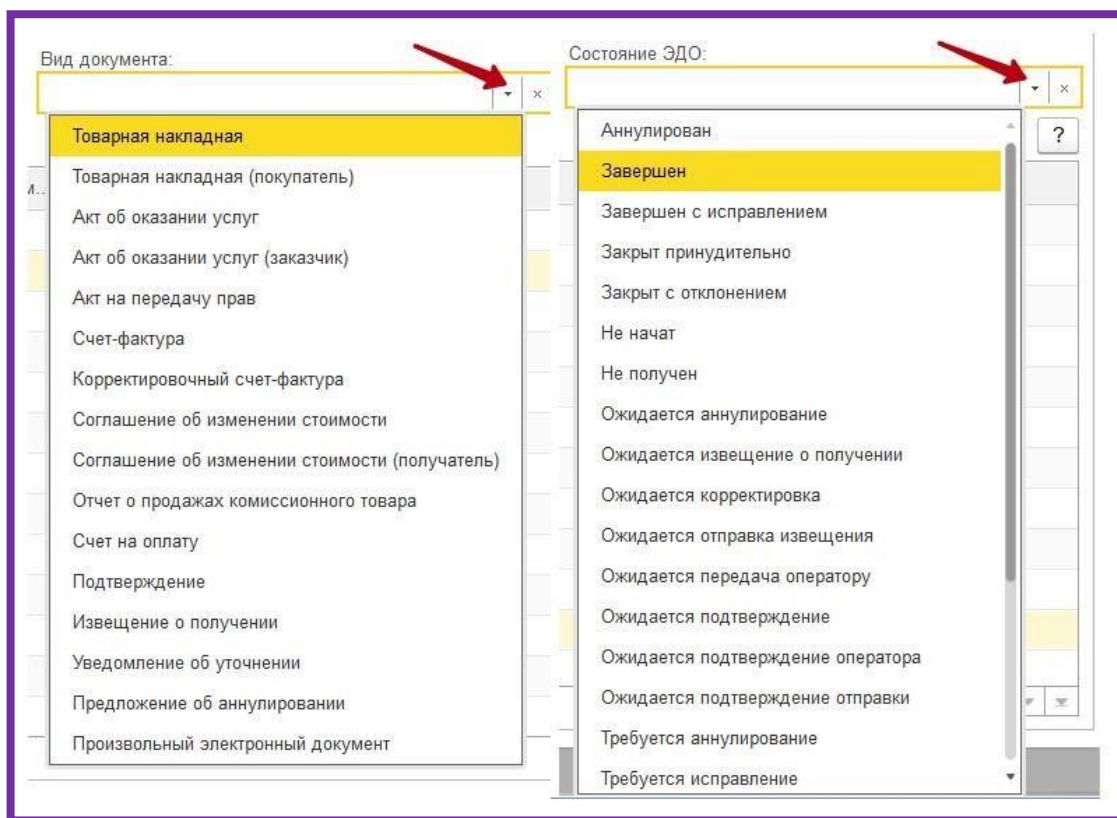 Вид документа:
Товарная накладная
Товарная накладная (покупатель)
м..
Акт об оказании услуг
Акт об оказании услуг (заказчик)
Акт на передачу прав
Счет-фактура
Корректировочный счет-фактура
Соглашение об изменении стоимости
Соглашение об изменении стоимости (получатель)
Отчет о продажах комиссионного товара
Счет на оплату
Подтверждение
Извещение о получении
Уведомление об уточнении
Предложение об аннулировании
Произвольный электронный документ
Состояние ЭДО:
?
Аннулирован
Завершен
Завершен с исправлением
Закрыт принудительно
Закрыт с отклонением
Не начат
Не получен
Ожидается аннулирование
Ожидается извещение о получении
Ожидается корректировка
Ожидается отправка извещения
Ожидается передача оператору
Ожидается подтверждение
Ожидается подтверждение оператора
Ожидается подтверждение отправки
Требуется аннулирование
Требуется исправление